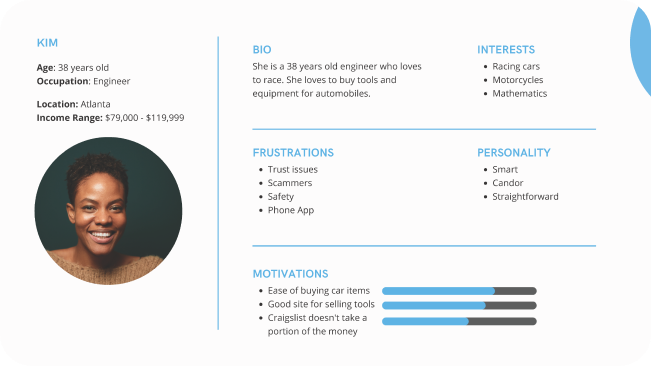 KIM
Age: 38 years old
Occupation: Engineer
Location: Atlanta
Income Range: $79,000 - $119,999
BIO
She is a 38 years old engineer who loves
to race. She loves to buy tools and
equipment for automobiles.
INTERESTS
• Racing cars
• Motorcycles
• Mathematics
FRUSTRATIONS
• Trust issues
• Scammers
• Safety
• Phone App
PERSONALITY
• Smart
• Candor
• Straightforward
MOTIVATIONS
• Ease of buying car items
• Good site for selling tools
• Craigslist doesn't take a
portion of the money